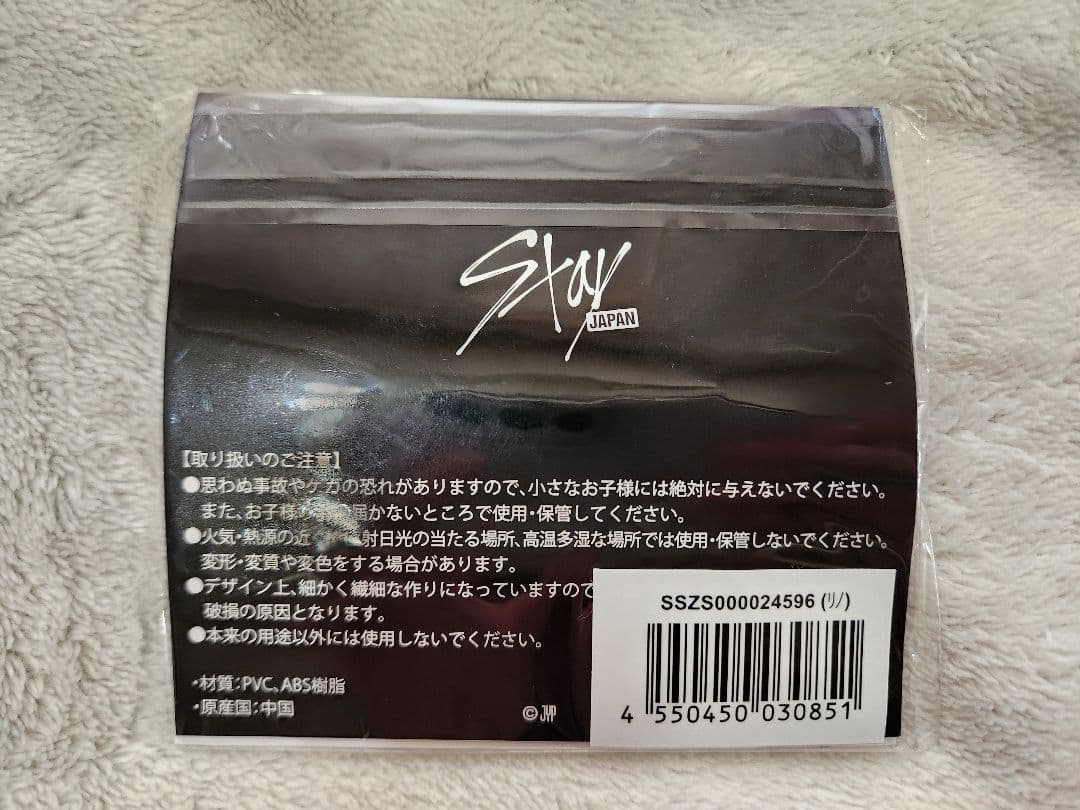 Stay
JAPAN
【取り扱いのご注意】
●思わぬ事故やケガの恐れがありますので、小さなお子様には絶対に与えないでください。
また、お子様の 届かないところで使用・保管してください。
●火気・熱源の近く 射日光の当たる場所、高温多湿な場所では使用・保管しないでください。
変形・変質や変色をする場合があります。
●デザイン上、細かく繊細な作りになっていますので
破損の原因となります。
●本来の用途以外には使用しないでください。
・材質:PVC、ABS樹脂
・原産国:中国
© JYP
SSZS000024596 (リノ)
4 550450 030851